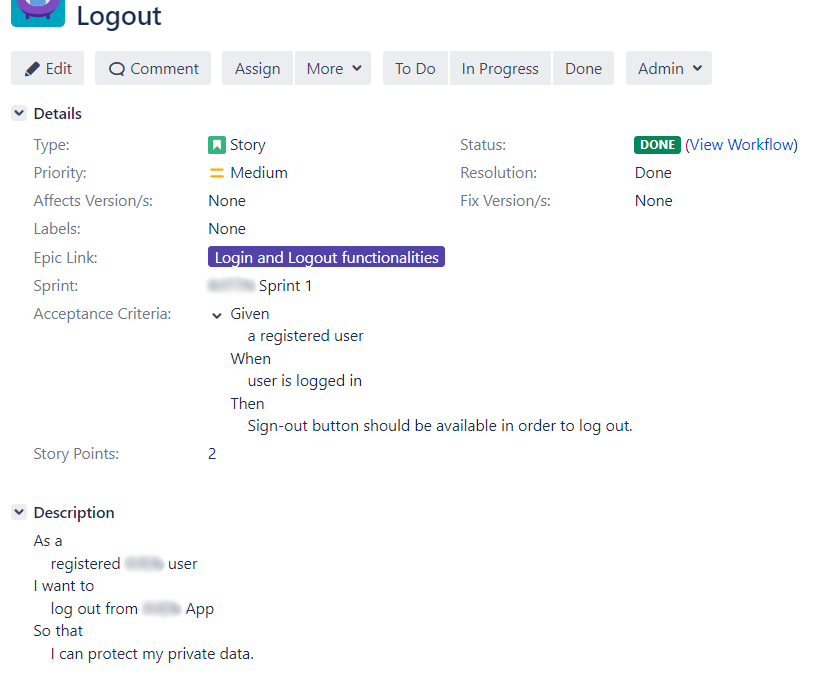 Logout
Edit Comment Assign More To Do In Progress Done Admin
Details
Type: Story Status: DONE (View Workflow)
Priority: Medium Resolution: Done
Affects Version/s: None Fix Version/s: None
Labels: None
Epic Link: Login and Logout functionalities
Sprint: Sprint 1
Acceptance Criteria: Given
a registered user
When
user is logged in
Then
Sign-out button should be available in order to log out.
Story Points: 2
Description
As a
registered user
I want to
log out from App
So that
I can protect my private data.